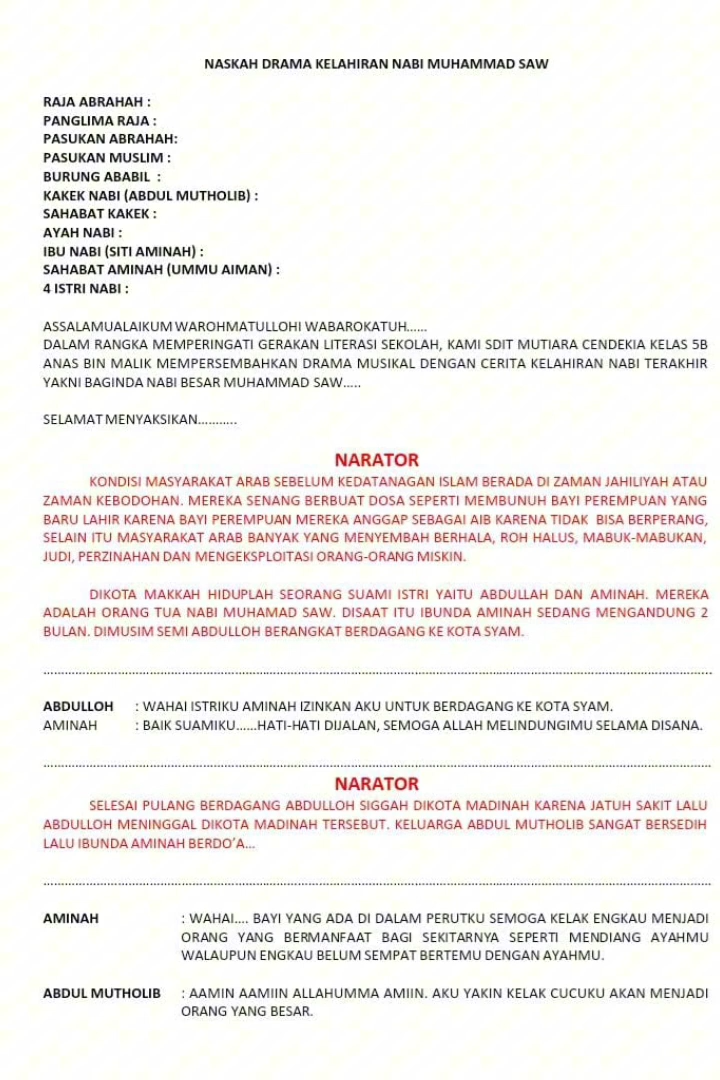 NASKAH DRAMA KELAHIRAN NABI MUHAMMAD SAW
RAJA ABRAHAH :
PANGLIMA RAJA :
PASUKAN ABRAHAH:
PASUKAN MUSLIM :
BURUNG ABABIL :
KAKEK NABI (ABDUL MUTHOLIB) :
SAHABAT KAKEK :
AYAH NABI :
IBU NABI (SITI AMINAH) :
SAHABAT AMINAH (UMMU AIMAN) :
4 ISTRI NABI :
ASSALAMUALAIKUM WAROHMATULLOHI WABAROKATUH......
DALAM RANGKA MEMPERINGATI GERAKAN LITERASI SEKOLAH, KAMI SDIT MUTIARA CENDEKIA KELAS 5B
ANAS BIN MALIK MEMPERSEMBAHKAN DRAMA MUSIKAL DENGAN CERITA KELAHIRAN NABI TERAKHIR
YAKNI BAGINDA NABI BESAR MUHAMMAD SAW.....
SELAMAT MENYAKSIKAN...........
NARATOR
KONDISI MASYARAKAT ARAB SEBELUM KEDATANAGAN ISLAM BERADA DI ZAMAN JAHILIYAH ATAU
ZAMAN KEBODOHAN. MEREKA SENANG BERBUAT DOSA SEPERTI MEMBUNUH BAYI PEREMPUAN YANG
BARU LAHIR KARENA BAYI PEREMPUAN MEREKA ANGGAP SEBAGAI AIB KARENA TIDAK BISA BERPERANG,
SELAIN ITU MASYARAKAT ARAB BANYAK YANG MENYEMBAH BERHALA, ROH HALUS, MABUK-MABUKAN,
JUDI, PERZINAHAN DAN MENGEKSPLOITASI ORANG-ORANG MISKIN.
DIKOTA MAKKAH HIDUPLAH SEORANG SUAMI ISTRI YAITU ABDULLAH DAN AMINAH. MEREKA
ADALAH ORANG TUA NABI MUHAMAD SAW. DISAAT ITU IBUNDA AMINAH SEDANG MENGANDUNG 2
BULAN. DIMUSIM SEMI ABDULLOH BERANGKAT BERDAGANG KE KOTA SYAM.
ABDULLOH : WAHAI ISTRIKU AMINAH IZINKAN AKU UNTUK BERDAGANG KE KOTA SYAM.
AMINAH : BAIK SUAMIKU......HATI-HATI DIJALAN, SEMOGA ALLAH MELINDUNGIMU SELAMA DISANA.
NARATOR
SELESAI PULANG BERDAGANG ABDULLOH SIGGAH DIKOTA MADINAH KARENA JATUH SAKIT LALU
ABDULLOH MENINGGAL DIKOTA MADINAH TERSEBUT. KELUARGA ABDUL MUTHOLIB SANGAT BERSEDIH
LALU IBUNDA AMINAH BERDO'A...
AMINAH : WAHAI.... BAYI YANG ADA DI DALAM PERUTKU SEMOGA KELAK ENGKAU MENJADI
ORANG YANG BERMANFAAT BAGI SEKITARNYA SEPERTI MENDIANG AYAHMU
WALAUPUN ENGKAU BELUM SEMPAT BERTEMU DENGAN AYAHMU.
ABDUL MUTHOLIB : AAMIN AAMIIN ALLAHUMMA AMIIN. AKU YAKIN KELAK CUCUKU AKAN MENJADI
ORANG YANG BESAR.